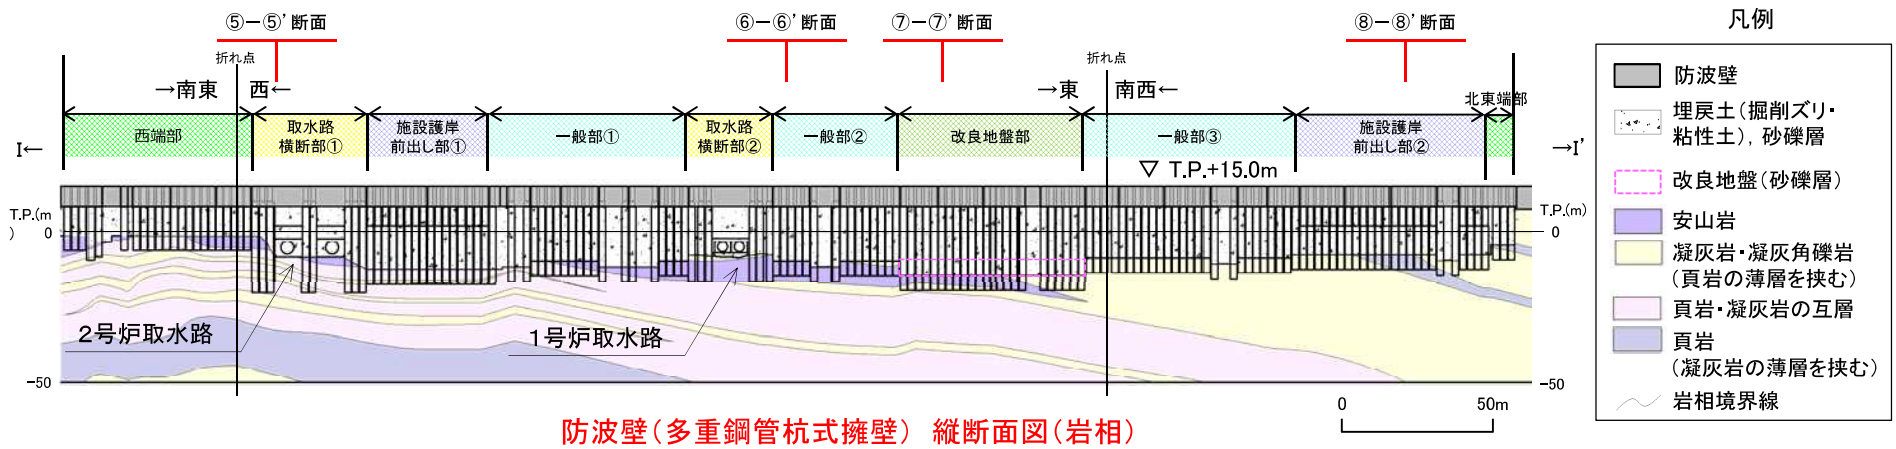 ⑤ー⑤’断面
⑥ー⑥’断面
⑦ー⑦’断面
⑧ー⑧’断面
折れ点
折れ点
→南東 西←
→東 南西←
西端部
取水路
横断部①
施設護岸
前出し部①
一般部①
取水路
横断部②
一般部②
改良地盤部
一般部③
施設護岸
前出し部②
北東端部
I←
→I’
▽ T.P.+15.0m
T.P.(m
)
0
-50
T.P.(m)
0
-50
2号炉取水路
1号炉取水路
0
50m
防波壁(多重鋼管杭式擁壁) 縦断面図(岩相)
凡例
防波壁
埋戻土(掘削ズリ・
粘性土), 砂礫層
改良地盤(砂礫層)
安山岩
凝灰岩・凝灰角礫岩
(頁岩の薄層を挟む)
頁岩・凝灰岩の互層
頁岩
(凝灰岩の薄層を挟む)
岩相境界線